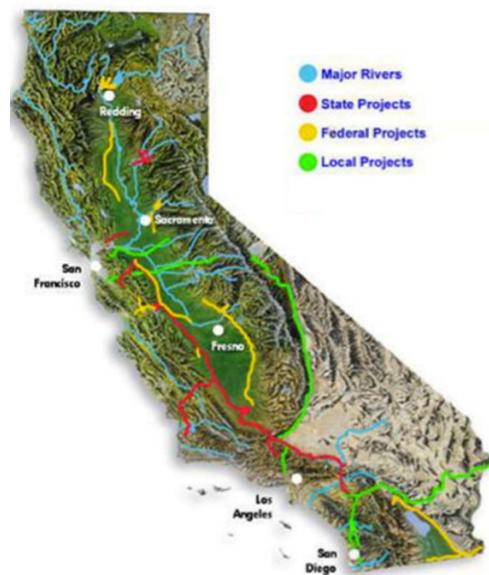 Major Rivers
State Projects
Federal Projects
Local Projects
Redding
Sacramento
San
Francisco
Fresno
Los
Angeles
San
Diego